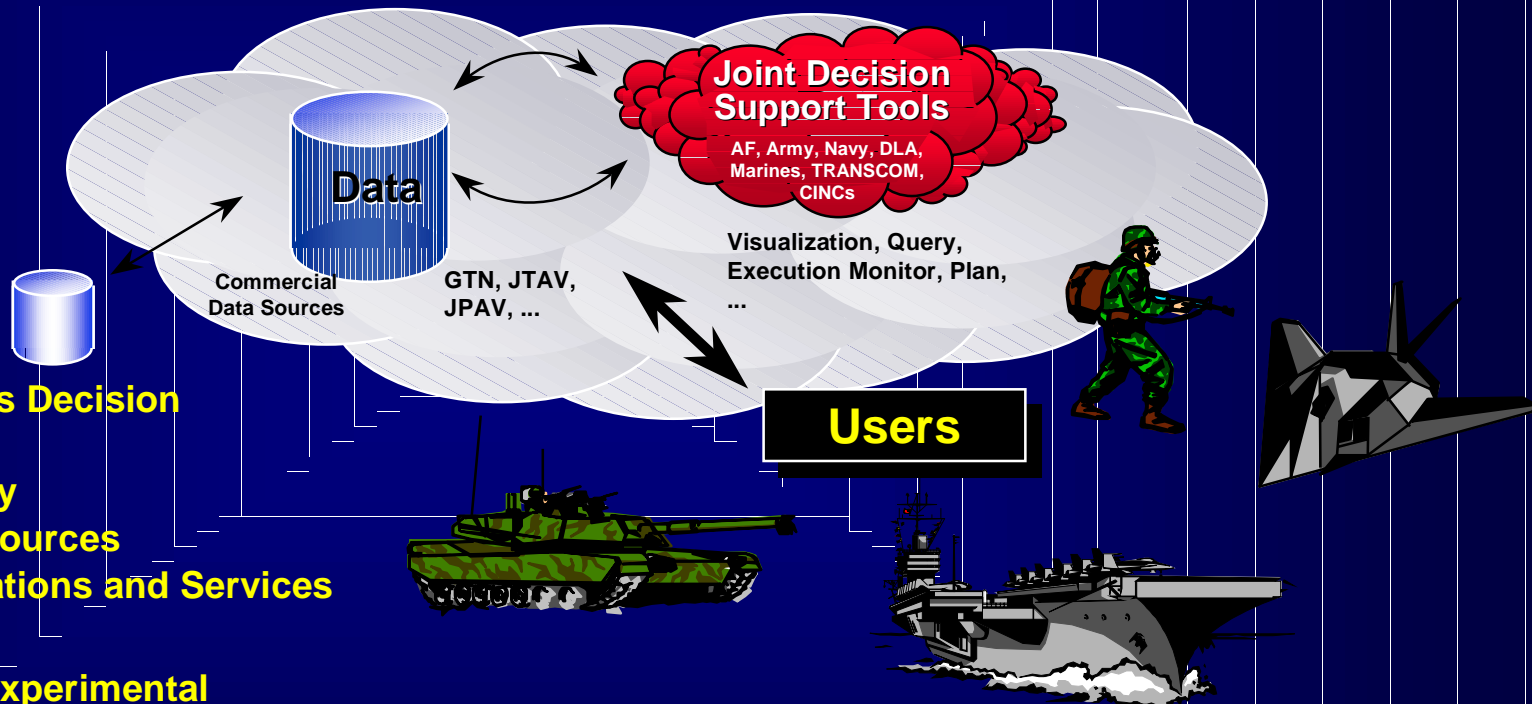 Joint Decision
Support Tools
AF, Army, Navy, DLA,
Marines, TRANSCOM,
CINCs
Data
Visualization, Query,
Execution Monitor, Plan,
...
Commercial
Data Sources
GTN, JTAV,
JPAV, ...
s Decision
Users
y
ources
ations and Services
xperimental